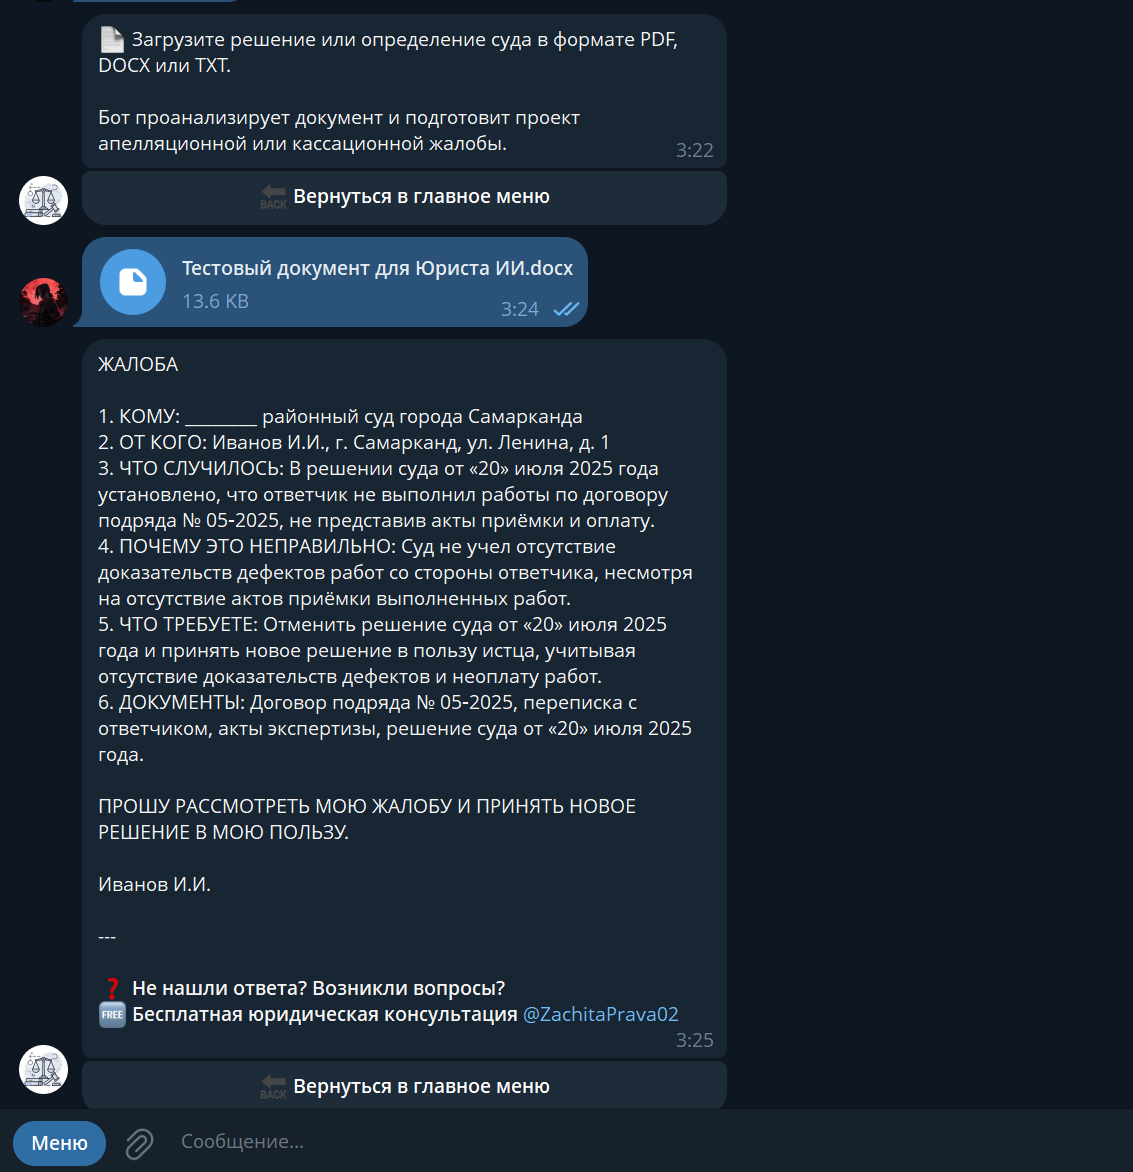 Загрузите решение или определение суда в формате PDF,
DOCX или TXT.
Бот проанализирует документ и подготовит проект
апелляционной или кассационной жалобы.
3:22
BACK Вернуться в главное меню
Тестовый документ для Юриста ИИ.docx
13.6 KB
3:24
ЖАЛОБА
1. КОМУ: ________ районный суд города Самарканда
2. ОТ КОГО: Иванов И.И., г. Самарканд, ул. Ленина, д. 1
3. ЧТО СЛУЧИЛОСЬ: В решении суда от «20» июля 2025 года
установлено, что ответчик не выполнил работы по договору
подряда № 05-2025, не представив акты приёмки и оплату.
4. ПОЧЕМУ ЭТО НЕПРАВИЛЬНО: Суд не учел отсутствие
доказательств дефектов работ со стороны ответчика, несмотря
на отсутствие актов приёмки выполненных работ.
5. ЧТО ТРЕБУЕТЕ: Отменить решение суда от «20» июля 2025
года и принять новое решение в пользу истца, учитывая
отсутствие доказательств дефектов и неоплату работ.
6. ДОКУМЕНТЫ: Договор подряда № 05-2025, переписка с
ответчиком, акты экспертизы, решение суда от «20» июля 2025
года.
ПРОШУ РАССМОТРЕТЬ МОЮ ЖАЛОБУ И ПРИНЯТЬ НОВОЕ
РЕШЕНИЕ В МОЮ ПОЛЬЗУ.
Иванов И.И.
---
❓ Не нашли ответа? Возникли вопросы?
FREE Бесплатная юридическая консультация @ZachitaPrava02
3:25
BACK Вернуться в главное меню
Меню
Сообщение...